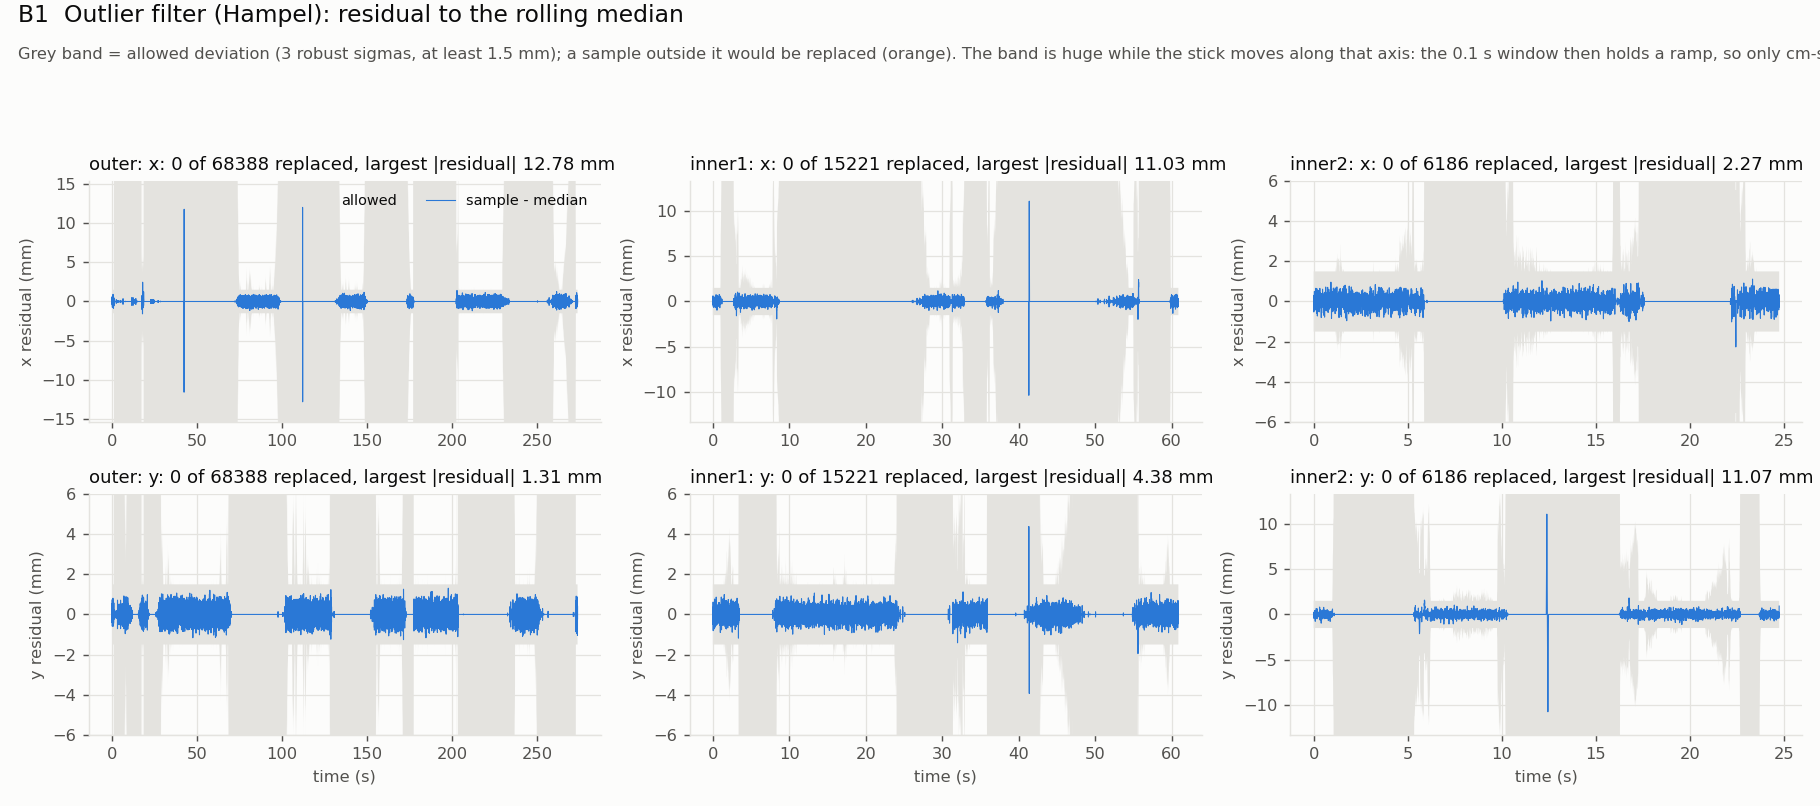 B1  Outlier filter (Hampel): residual to the rolling median
Grey band = allowed deviation (3 robust sigmas, at least 1.5 mm); a sample outside it would be replaced (orange). The band is huge while the stick moves along that axis: the 0.1 s window then holds a ramp, so only cm-s
outer: x: 0 of 68388 replaced, largest |residual| 12.78 mm
inner1: x: 0 of 15221 replaced, largest |residual| 11.03 mm
inner2: x: 0 of 6186 replaced, largest |residual| 2.27 mm
allowed sample - median
x residual (mm)
15
10
5
0
−5
−10
−15
0 50 100 150 200 250
x residual (mm)
10
5
0
−5
−10
0 10 20 30 40 50 60
x residual (mm)
6
4
2
0
−2
−4
−6
0 5 10 15 20 25
outer: y: 0 of 68388 replaced, largest |residual| 1.31 mm
inner1: y: 0 of 15221 replaced, largest |residual| 4.38 mm
inner2: y: 0 of 6186 replaced, largest |residual| 11.07 mm
y residual (mm)
6
4
2
0
−2
−4
−6
0 50 100 150 200 250
time (s)
y residual (mm)
6
4
2
0
−2
−4
−6
0 10 20 30 40 50 60
time (s)
y residual (mm)
10
5
0
−5
−10
0 5 10 15 20 25
time (s)